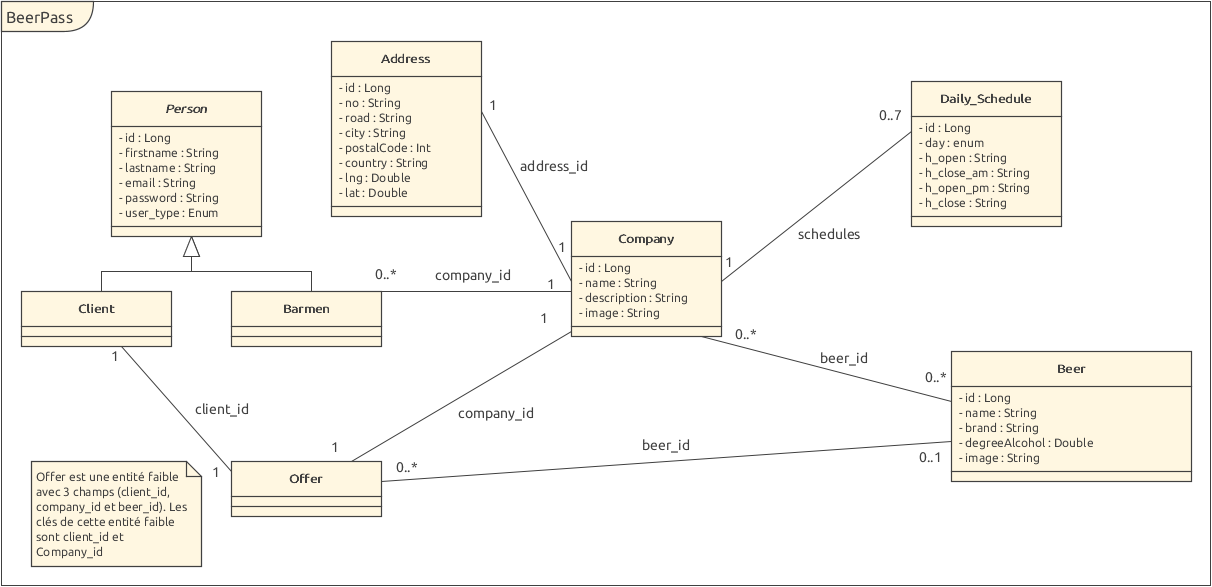 BeerPass
Address
- id : Long
- no : String
- road : String
- city : String
- postalCode : Int
- country : String
- lng : Double
- lat : Double
Person
- id : Long
- firstname : String
- lastname : String
- email : String
- password : String
- user_type : Enum
Daily_Schedule
- id : Long
- day : enum
- h_open : String
- h_close_am : String
- h_open_pm : String
- h_close : String
1
address_id
1
0..7
schedules
1
Company
- id : Long
- name : String
- description : String
- image : String
Client
Barmen
0..*
company_id
1
1
company_id
1
0..*
beer_id
0..*
Beer
- id : Long
- name : String
- brand : String
- degreeAlcohol : Double
- image : String
1
client_id
1
0..*
beer_id
0..1
Offer
Offer est une entité faible
avec 3 champs (client_id,
company_id et beer_id). Les
clés de cette entité faible
sont client_id et
Company_id